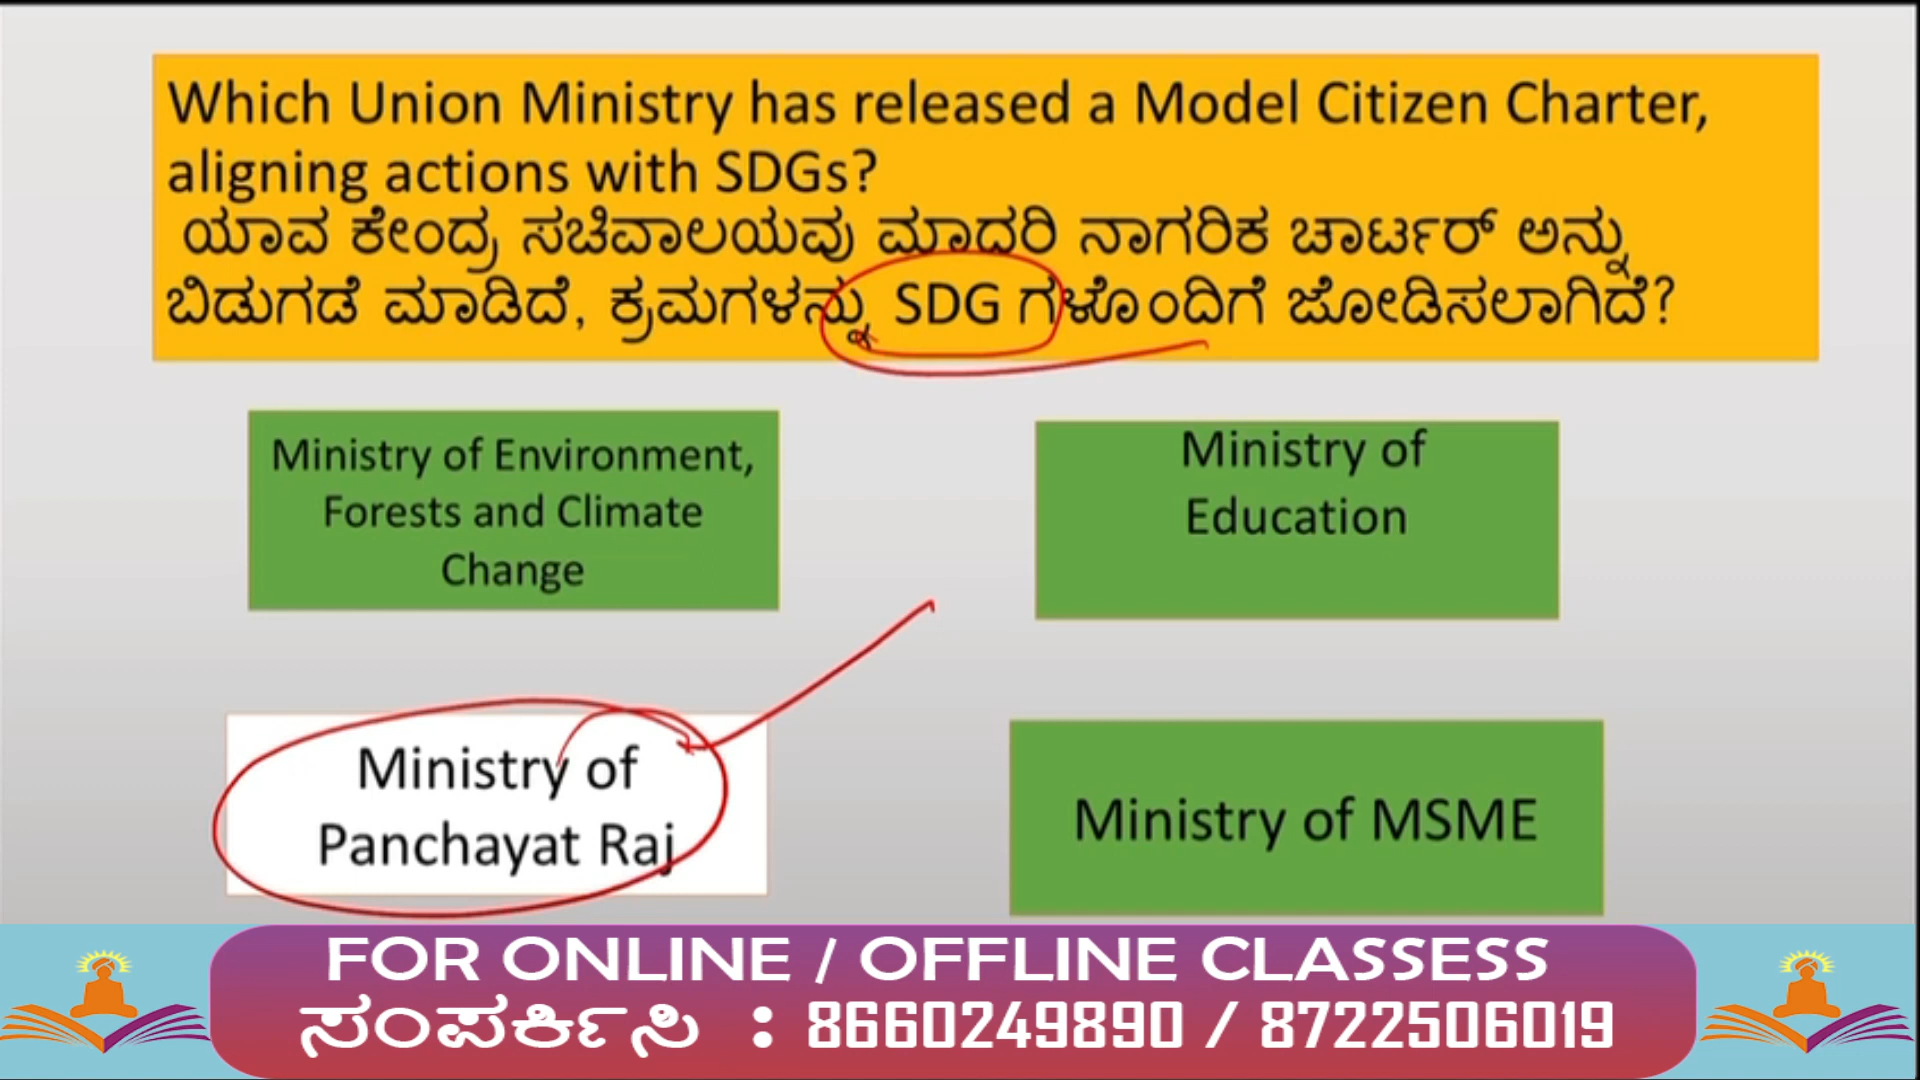 Which Union Ministry has released a Model Citizen Charter,
aligning actions with SDGs?
ಯಾವ ಕೇಂದ್ರ ಸಚಿವಾಲಯವು ಮಾದರಿ ನಾಗರಿಕ ಚಾರ್ಟರ್ ಅನ್ನು
ಬಿಡುಗಡೆ ಮಾಡಿದೆ, ಕ್ರಮಗಳನ್ನು SDG ಗಳೊಂದಿಗೆ ಜೋಡಿಸಲಾಗಿದೆ?
Ministry of Environment,
Forests and Climate
Change
Ministry of
Education
Ministry of
Panchayat Raj
Ministry of MSME
FOR ONLINE / OFFLINE CLASSESS
ಸಂಪರ್ಕಿಸಿ : 8660249890 / 8722506019